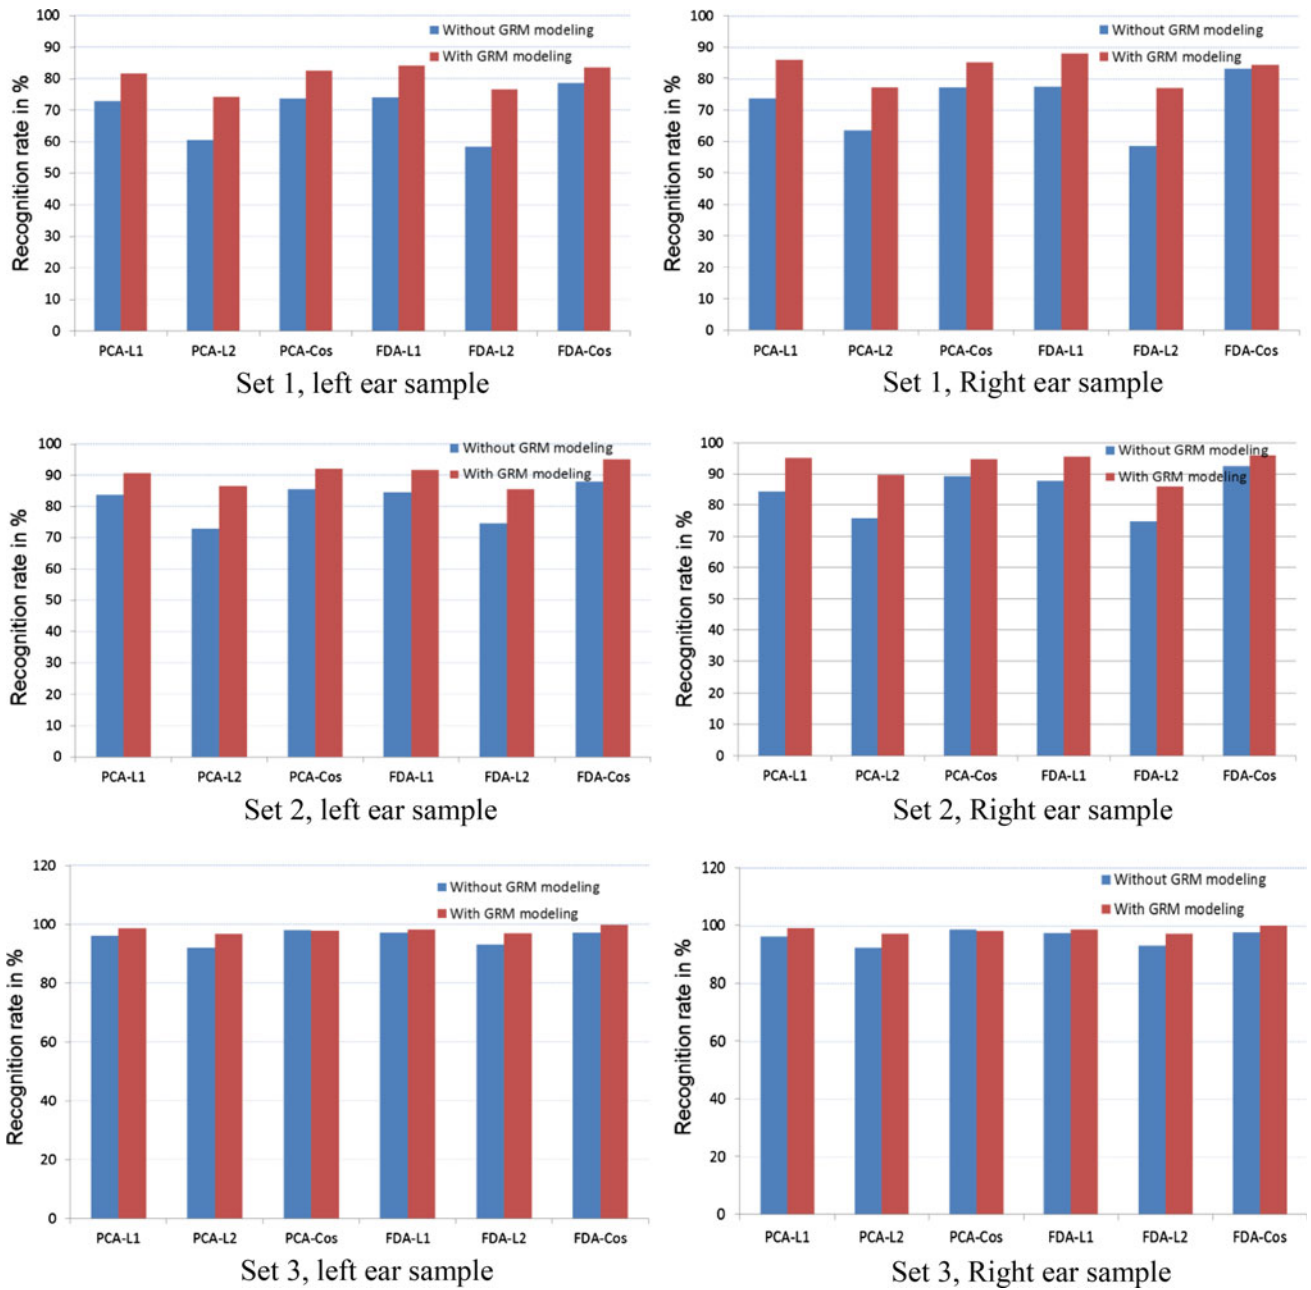 100
90
80
70
60
50
40
30
20
10
0
Recognition rate in %
Without GRM modeling
With GRM modeling
PCA-L1 PCA-L2 PCA-Cos FDA-L1 FDA-L2 FDA-Cos
Set 1, left ear sample
100
90
80
70
60
50
40
30
20
10
0
Recognition rate in %
Without GRM modeling
With GRM modeling
PCA-L1 PCA-L2 PCA-Cos FDA-L1 FDA-L2 FDA-Cos
Set 1, Right ear sample
100
90
80
70
60
50
40
30
20
10
0
Recognition rate in %
Without GRM modeling
With GRM modeling
PCA-L1 PCA-L2 PCA-Cos FDA-L1 FDA-L2 FDA-Cos
Set 2, left ear sample
100
90
80
70
60
50
40
30
20
10
0
Recognition rate in %
Without GRM modeling
With GRM modeling
PCA-L1 PCA-L2 PCA-Cos FDA-L1 FDA-L2 FDA-Cos
Set 2, Right ear sample
120
100
80
60
40
20
0
Recognition rate in %
Without GRM modeling
With GRM modeling
PCA-L1 PCA-L2 PCA-Cos FDA-L1 FDA-L2 FDA-Cos
Set 3, left ear sample
120
100
80
60
40
20
0
Recognition rate in %
Without GRM modeling
With GRM modeling
PCA-L1 PCA-L2 PCA-Cos FDA-L1 FDA-L2 FDA-Cos
Set 3, Right ear sample